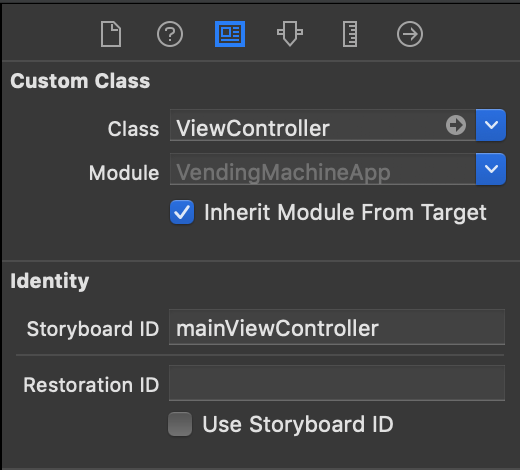 Custom Class
Class ViewController
Module VendingMachineApp
Inherit Module From Target
Identity
Storyboard ID mainViewController
Restoration ID
Use Storyboard ID